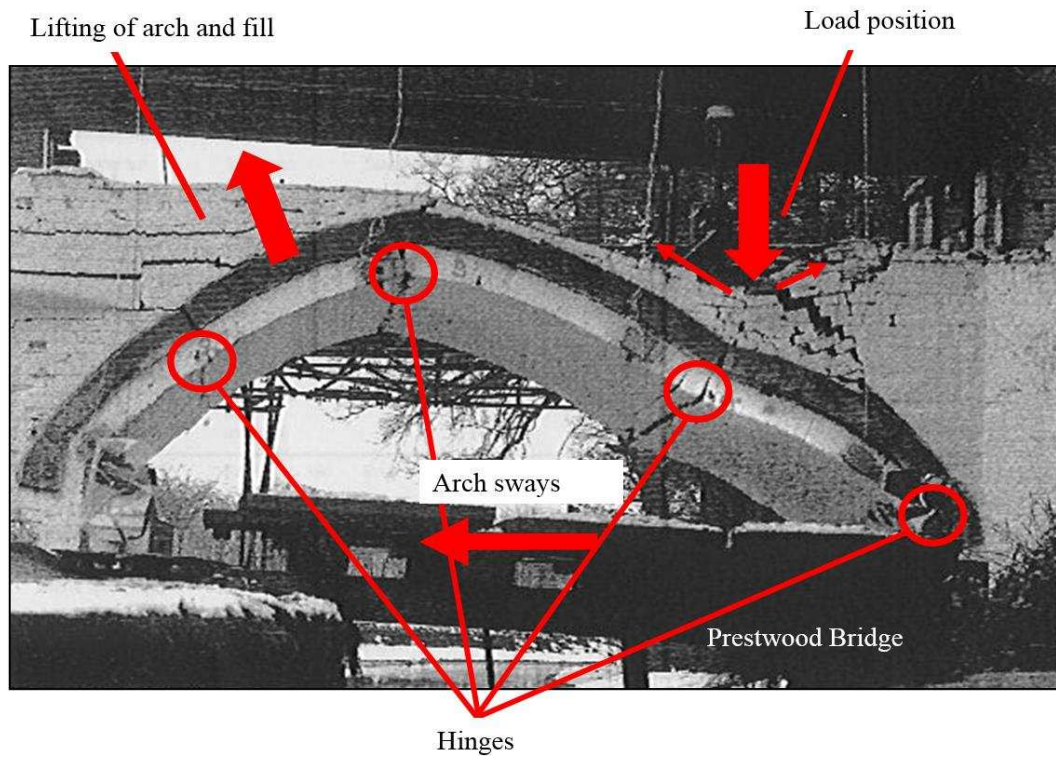 Lifting of arch and fill
Load position
Arch sways
Prestwood Bridge
Hinges